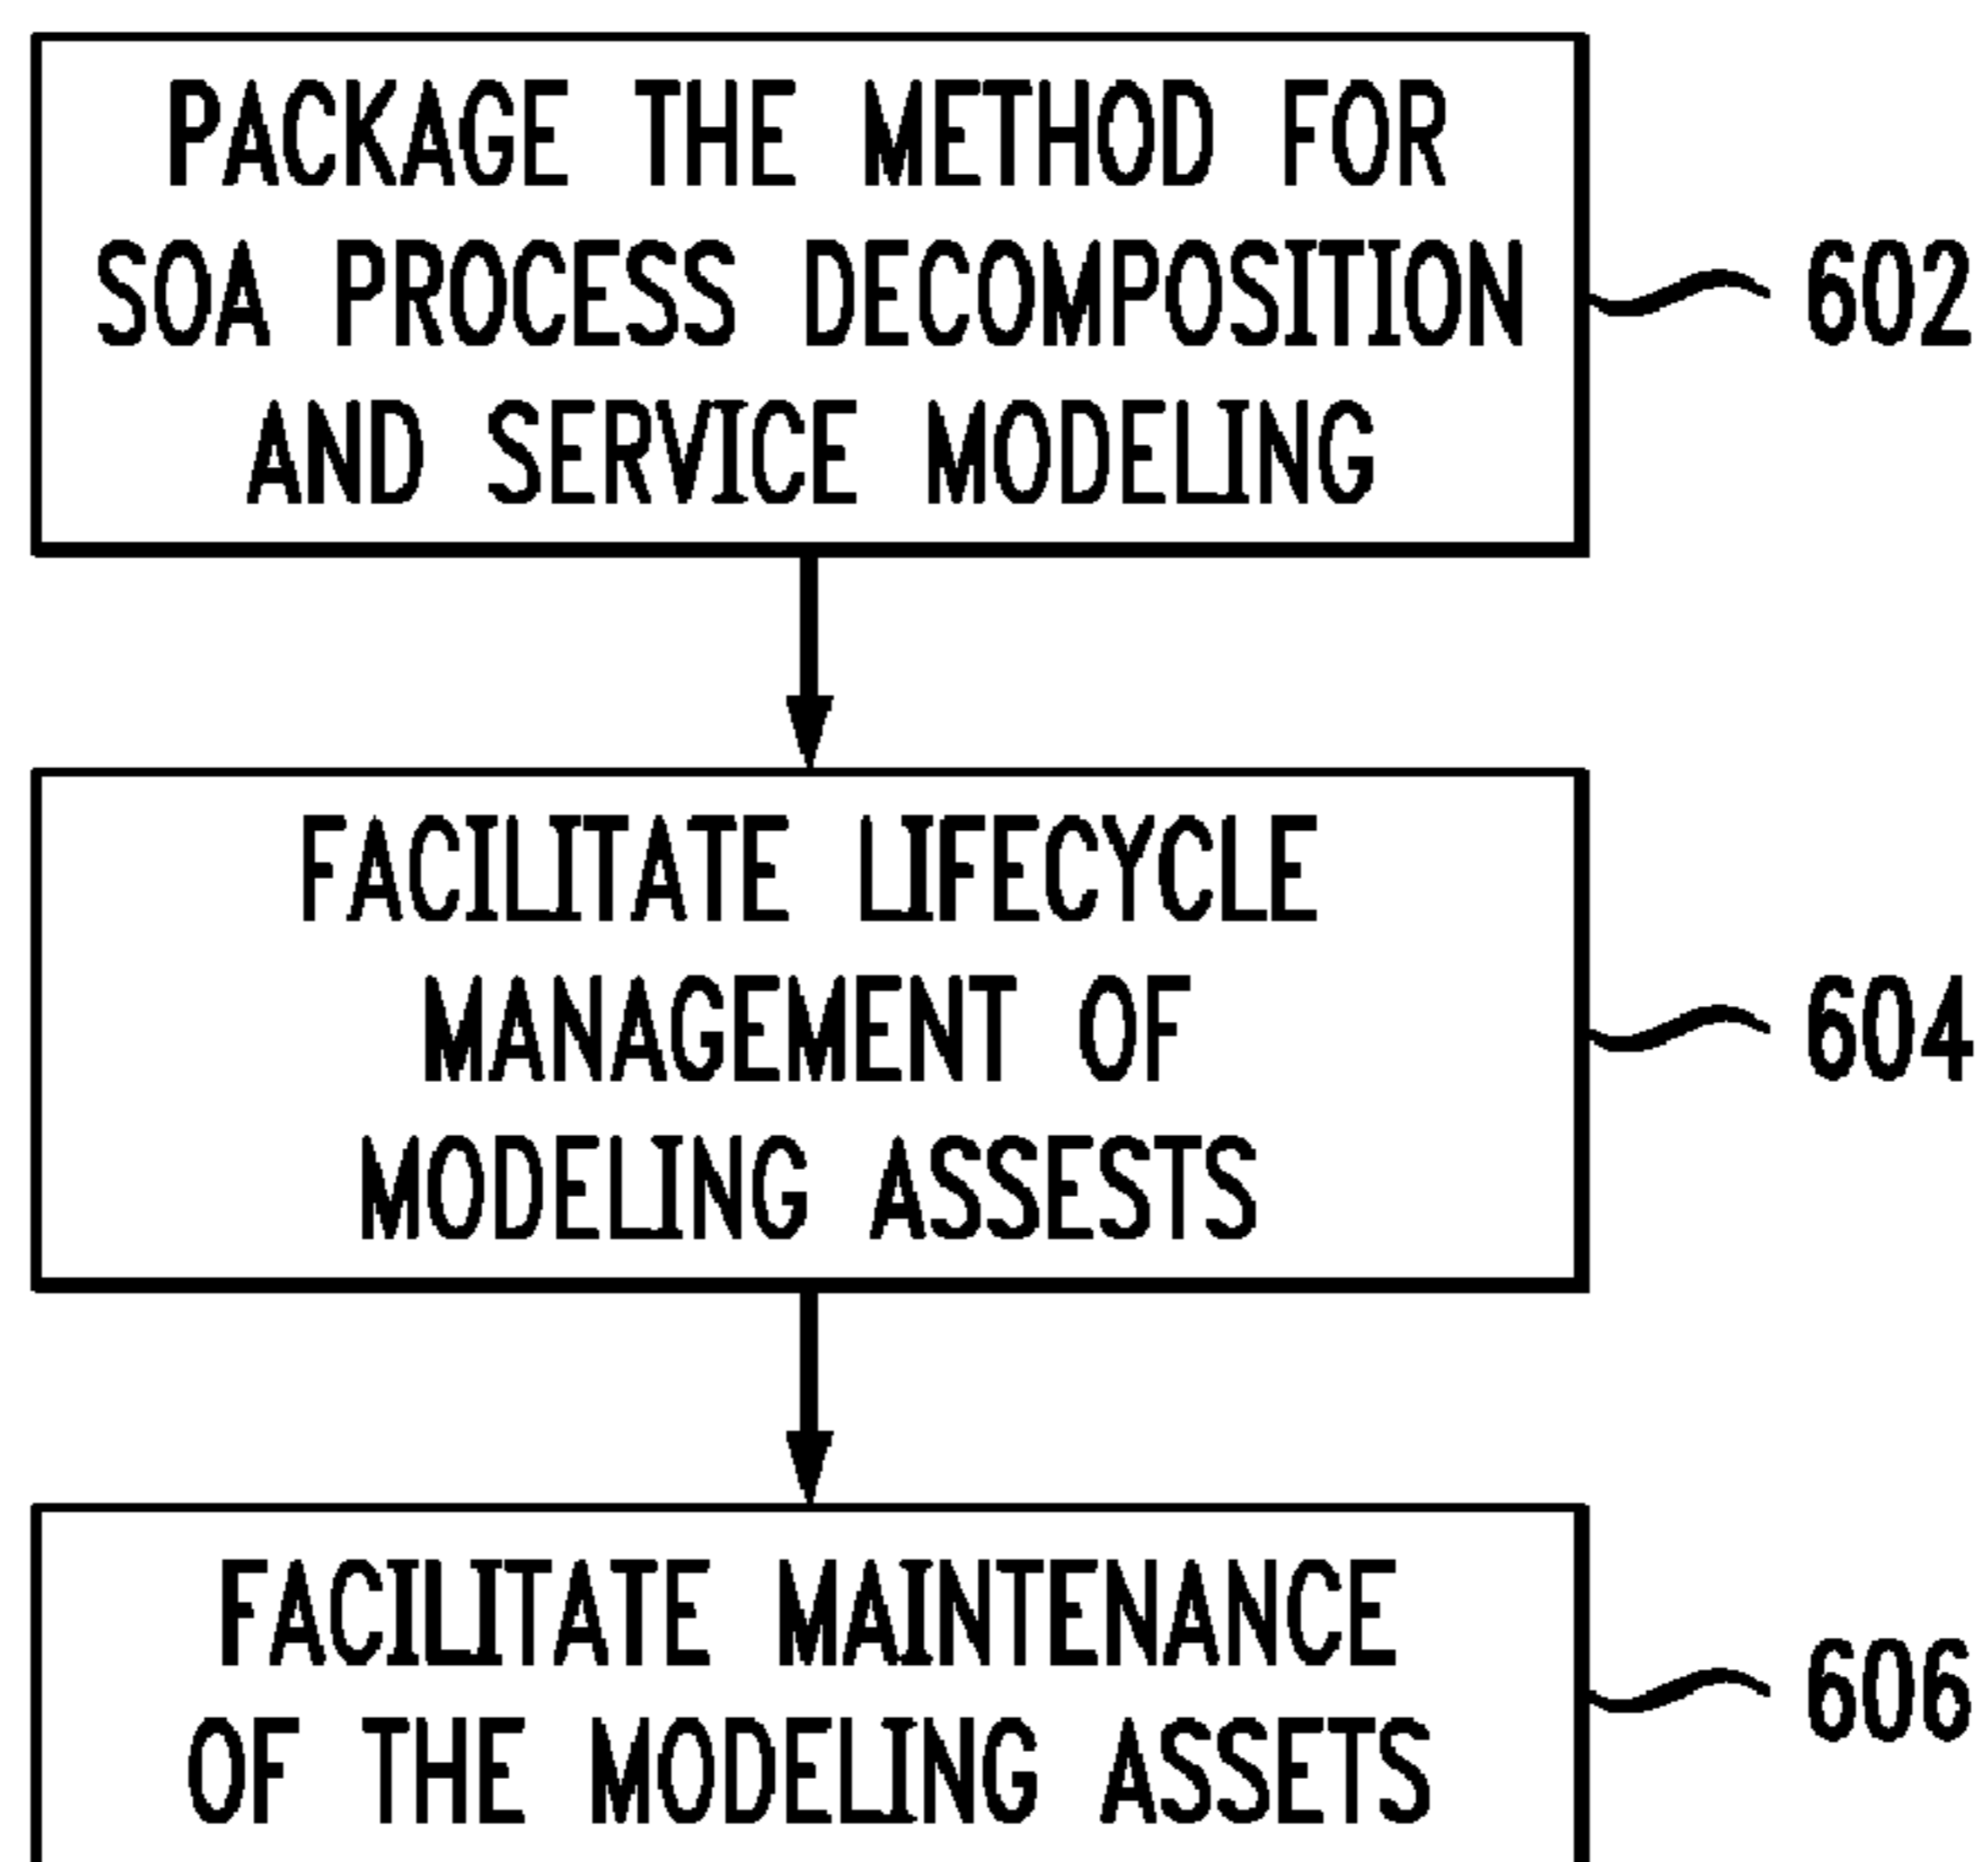 PACKAGE THE METHOD FOR
SOA PROCESS DECOMPOSITION
AND SERVICE MODELING
602
FACILITATE LIFECYCLE
MANAGEMENT OF
MODELING ASSESTS
604
FACILITATE MAINTENANCE
OF THE MODELING ASSETS
606